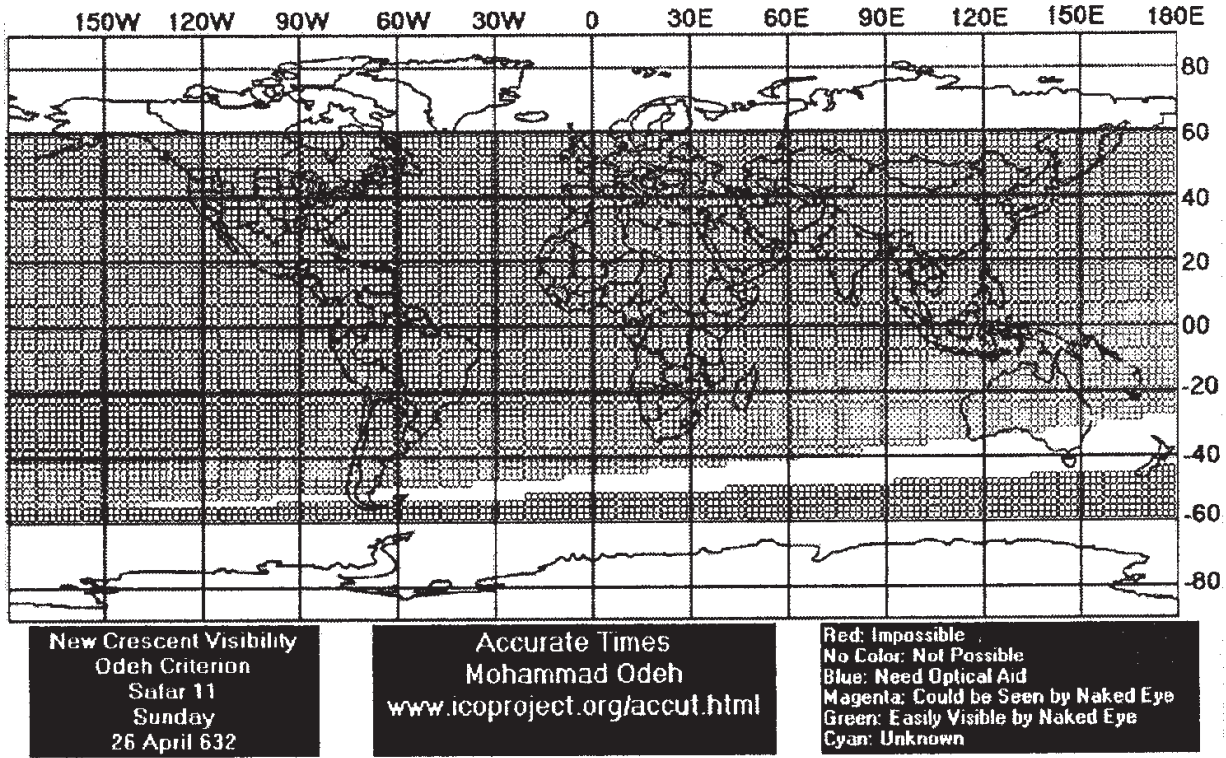 150W 120W 90W 60W 30W 0 30E 60E 90E 120E 150E 180E
80
60
40
20
00
-20
-40
-60
-80
New Crescent Visibility
Odeh Criterion
Safar 11
Sunday
26 April 632
Accurate Times
Mohammad Odeh
www.icoproject.org/accut.html
Red: Impossible
No Color: Not Possible
Blue: Need Optical Aid
Magenta: Could be Seen by Naked Eye
Green: Easily Visible by Naked Eye
Cyan: Unknown